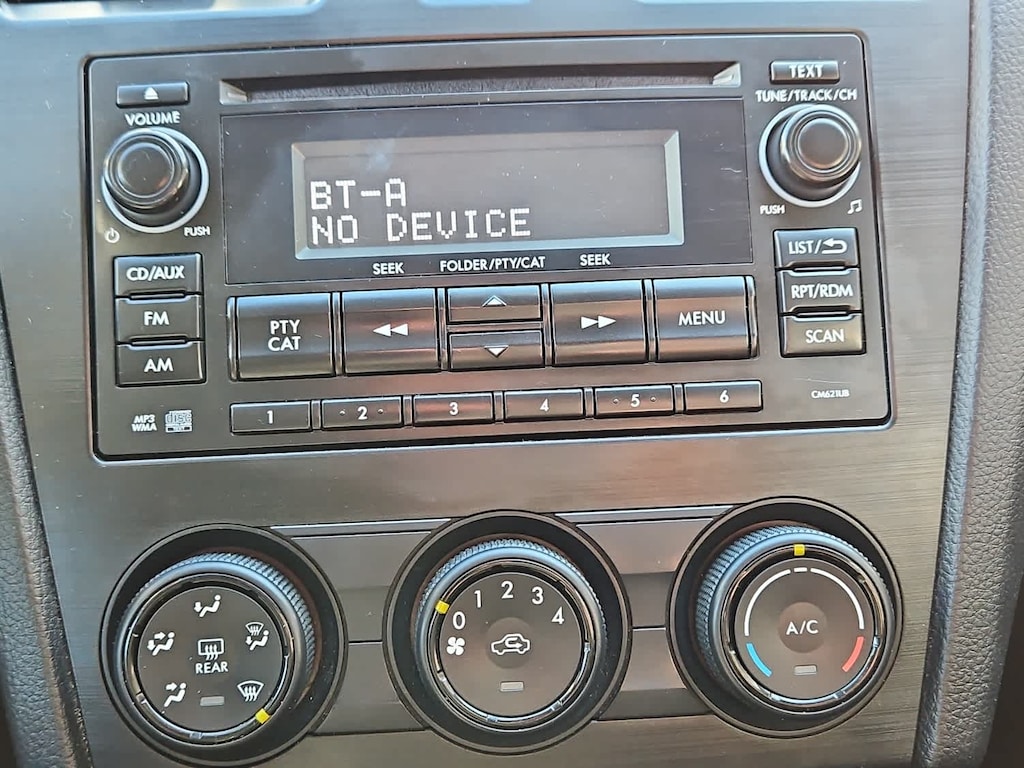 TEXT
VOLUME
TUNE/TRACK/CH
BT-A
NO DEVICE
PUSH
PUSH
SEEK
FOLDER/PTY/CAT
SEEK
CD/AUX
FM
AM
PTY
CAT
MENU
LIST/
RPT/RDM
SCAN
MP3
WMA
1
2
3
4
5
6
CM621UB
REAR
0
1
2
3
4
A/C